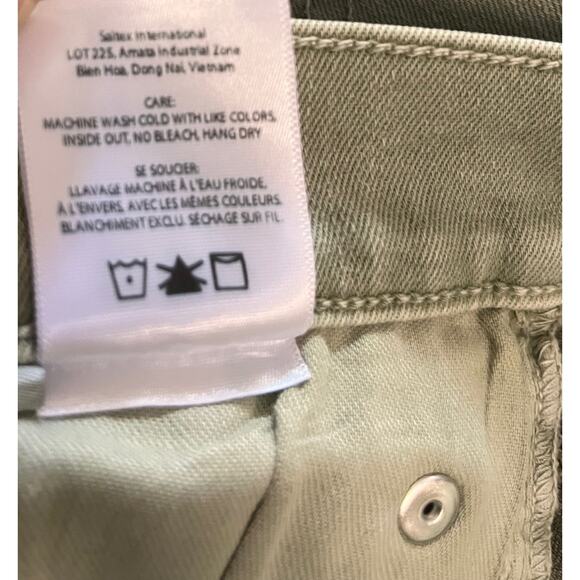 Saitex International
LOT 225, Amata Industrial Zone
Bien Hoa, Dong Nai, Vietnam
CARE:
MACHINE WASH COLD WITH LIKE COLORS,
INSIDE OUT, NO BLEACH, HANG DRY
SE SOUCIER:
LLAVAGE MACHINE À L'EAU FROIDE,
À L'ENVERS, AVEC LES MÊMES COULEURS.
BLANCHIMENT EXCLU. SÉCHAGE SUR FIL.